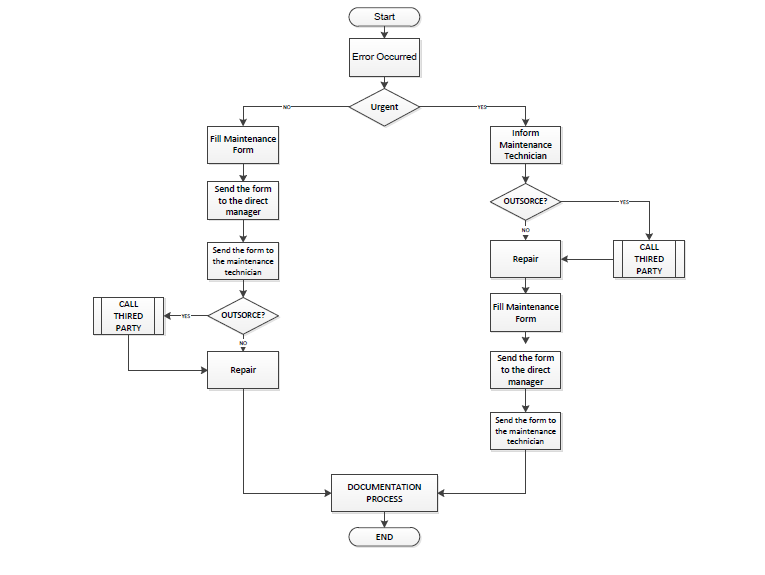 Start
Error Occurred
Urgent
NO
YES
Fill Maintenance
Form
Send the form
to the direct
manager
Send the form to
the maintenance
technician
OUTSORCE?
YES
CALL
THIRED
PARTY
NO
Repair
Inform
Maintenance
Technician
OUTSORCE?
YES
CALL
THIRED
PARTY
NO
Repair
Fill Maintenance
Form
Send the form
to the direct
manager
Send the form to
the maintenance
technician
DOCUMENTATION
PROCESS
END